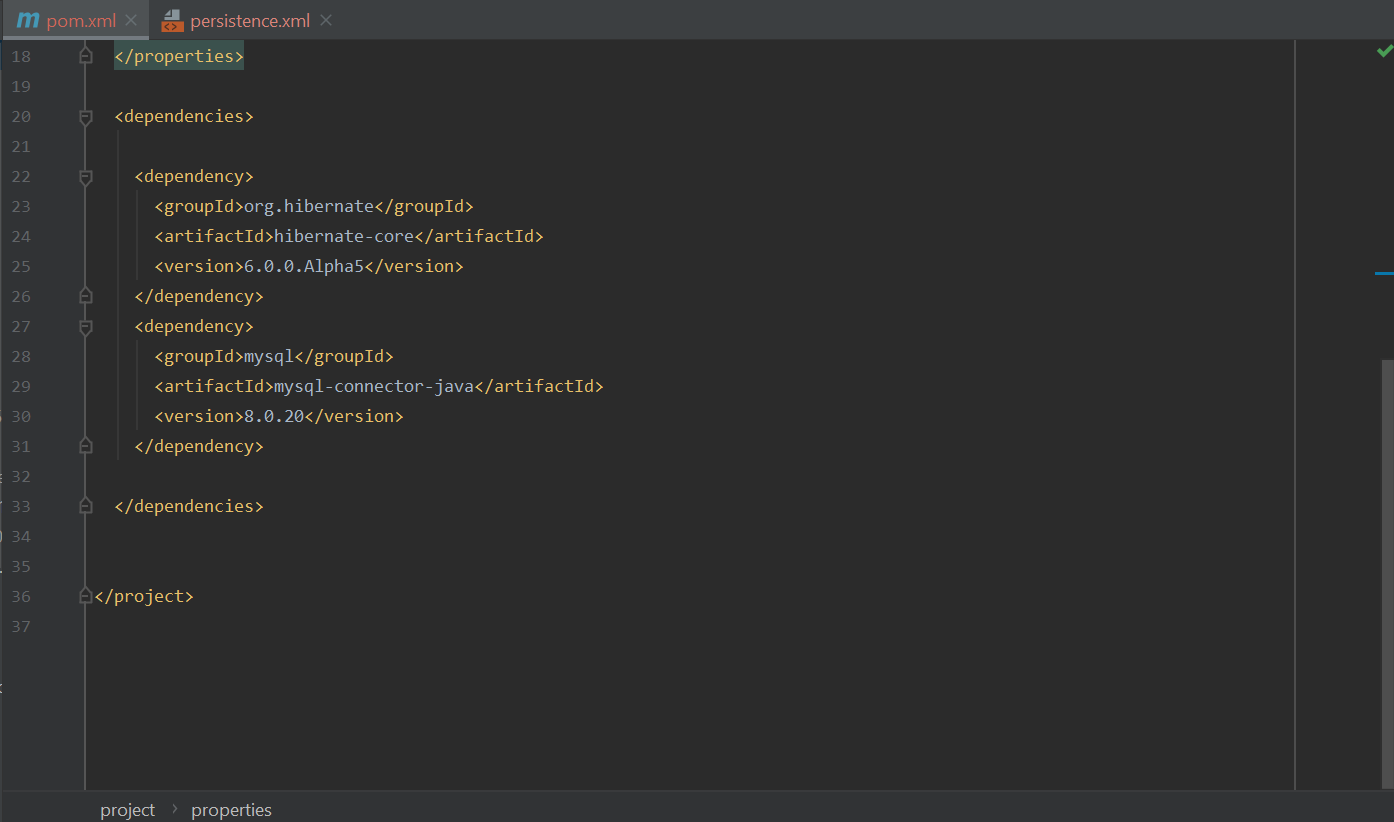 m pom.xml × persistence.xml ×
18 </properties>
19
20 <dependencies>
21
22 <dependency>
23 <groupId>org.hibernate</groupId>
24 <artifactId>hibernate-core</artifactId>
25 <version>6.0.0.Alpha5</version>
26 </dependency>
27 <dependency>
28 <groupId>mysql</groupId>
29 <artifactId>mysql-connector-java</artifactId>
30 <version>8.0.20</version>
31 </dependency>
32
33 </dependencies>
34
35
36 </project>
37
project › properties